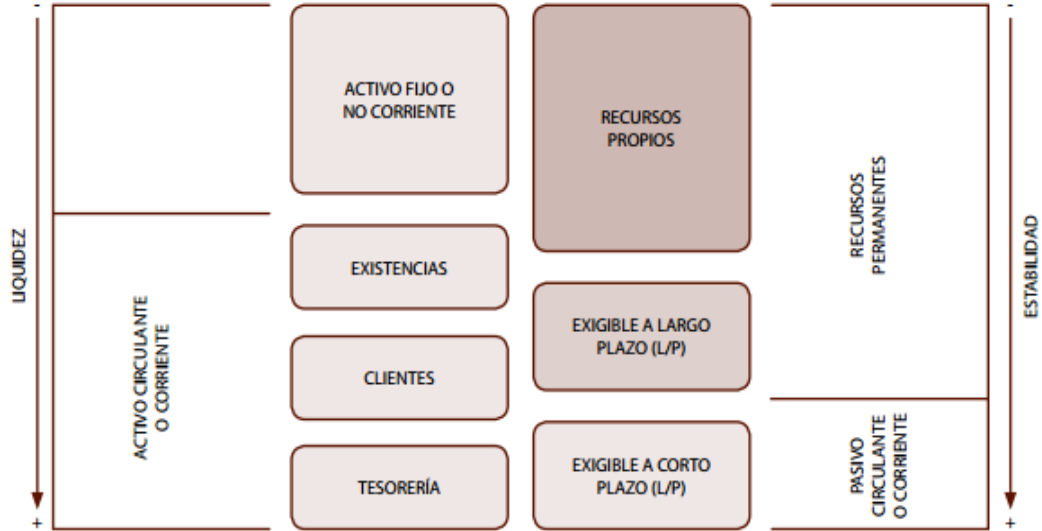 -
LIQUIDEZ
+
ACTIVO CIRCULANTE
O CORRIENTE
ACTIVO FIJO O
NO CORRIENTE
EXISTENCIAS
CLIENTES
TESORERÍA
RECURSOS
PROPIOS
EXIGIBLE A LARGO
PLAZO (L/P)
EXIGIBLE A CORTO
PLAZO (L/P)
RECURSOS
PERMANENTES
PASIVO
CIRCULANTE
O CORRIENTE
-
ESTABILIDAD
+